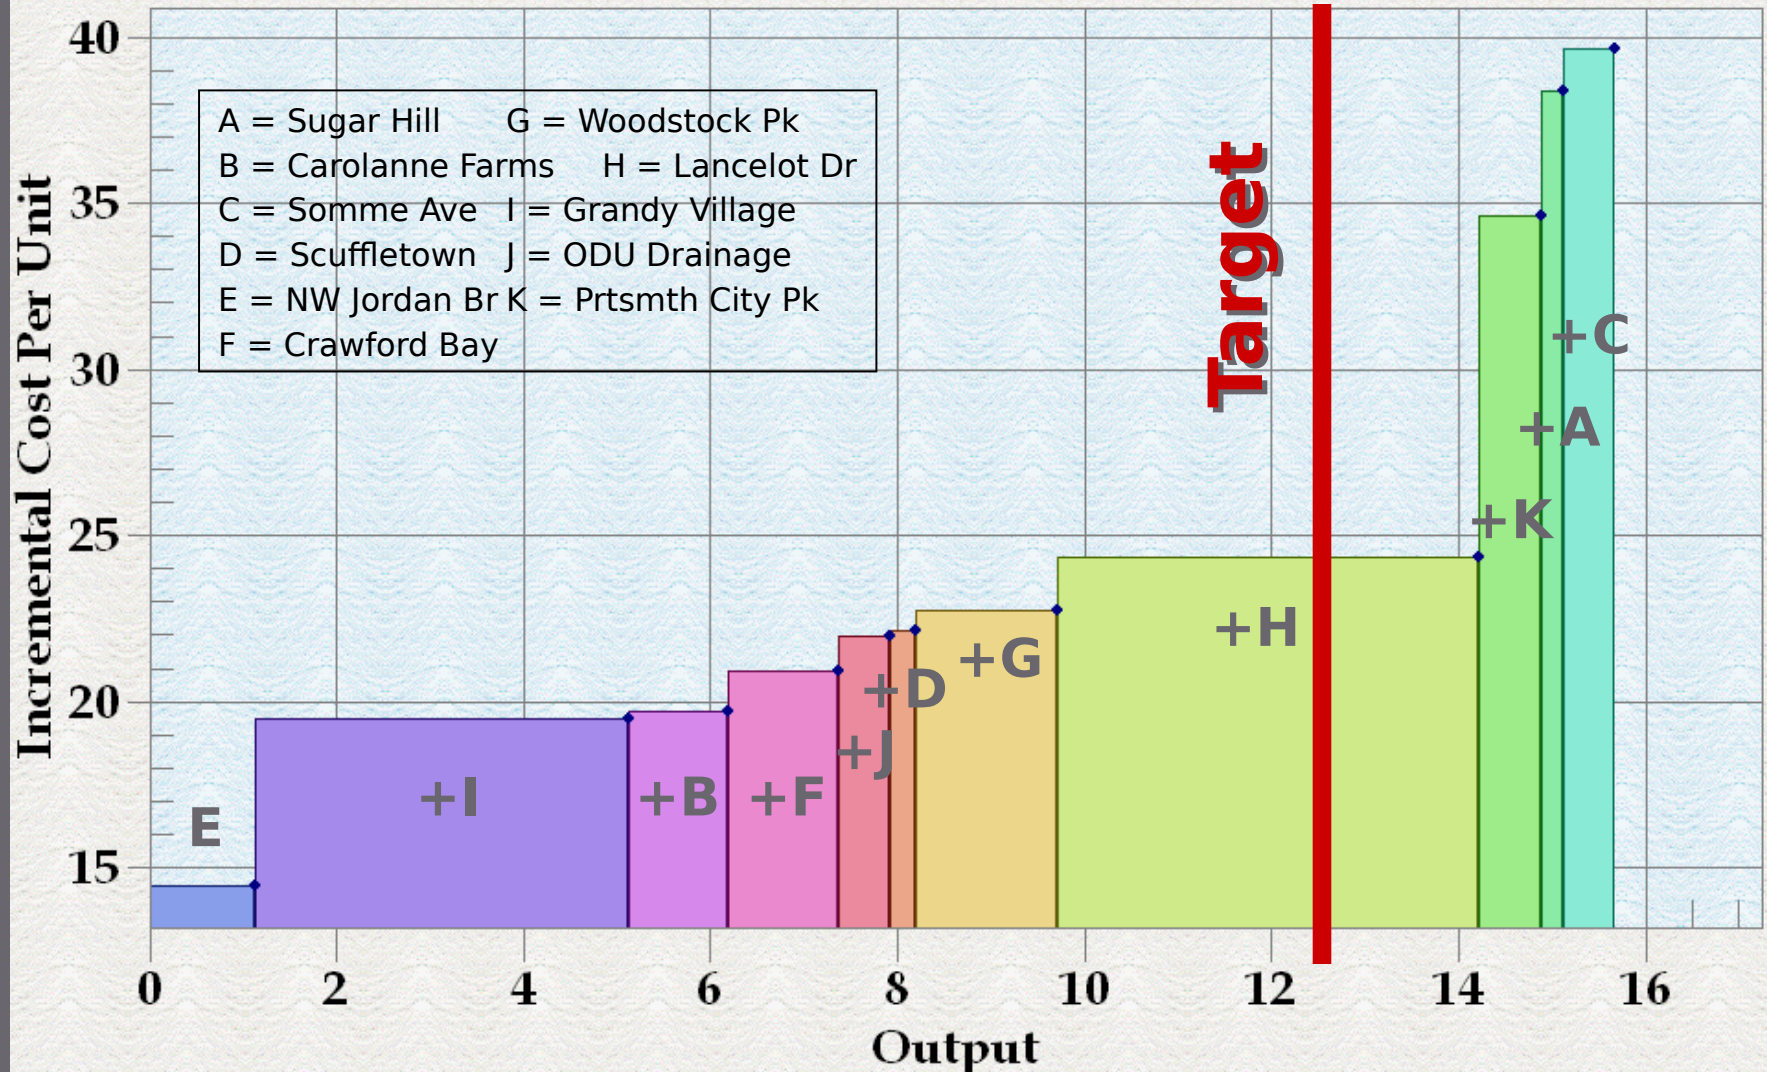 40
35
30
25
20
15
Incremental Cost Per Unit
A = Sugar Hill G = Woodstock Pk
B = Carolanne Farms H = Lancelot Dr
C = Somme Ave I = Grandy Village
D = Scuffletown J = ODU Drainage
E = NW Jordan Br K = Prtsmth City Pk
F = Crawford Bay
Target
+C
+A
+K
+H
+G
+D
+J
+I
+B
+F
E
0 2 4 6 8 10 12 14 16
Output